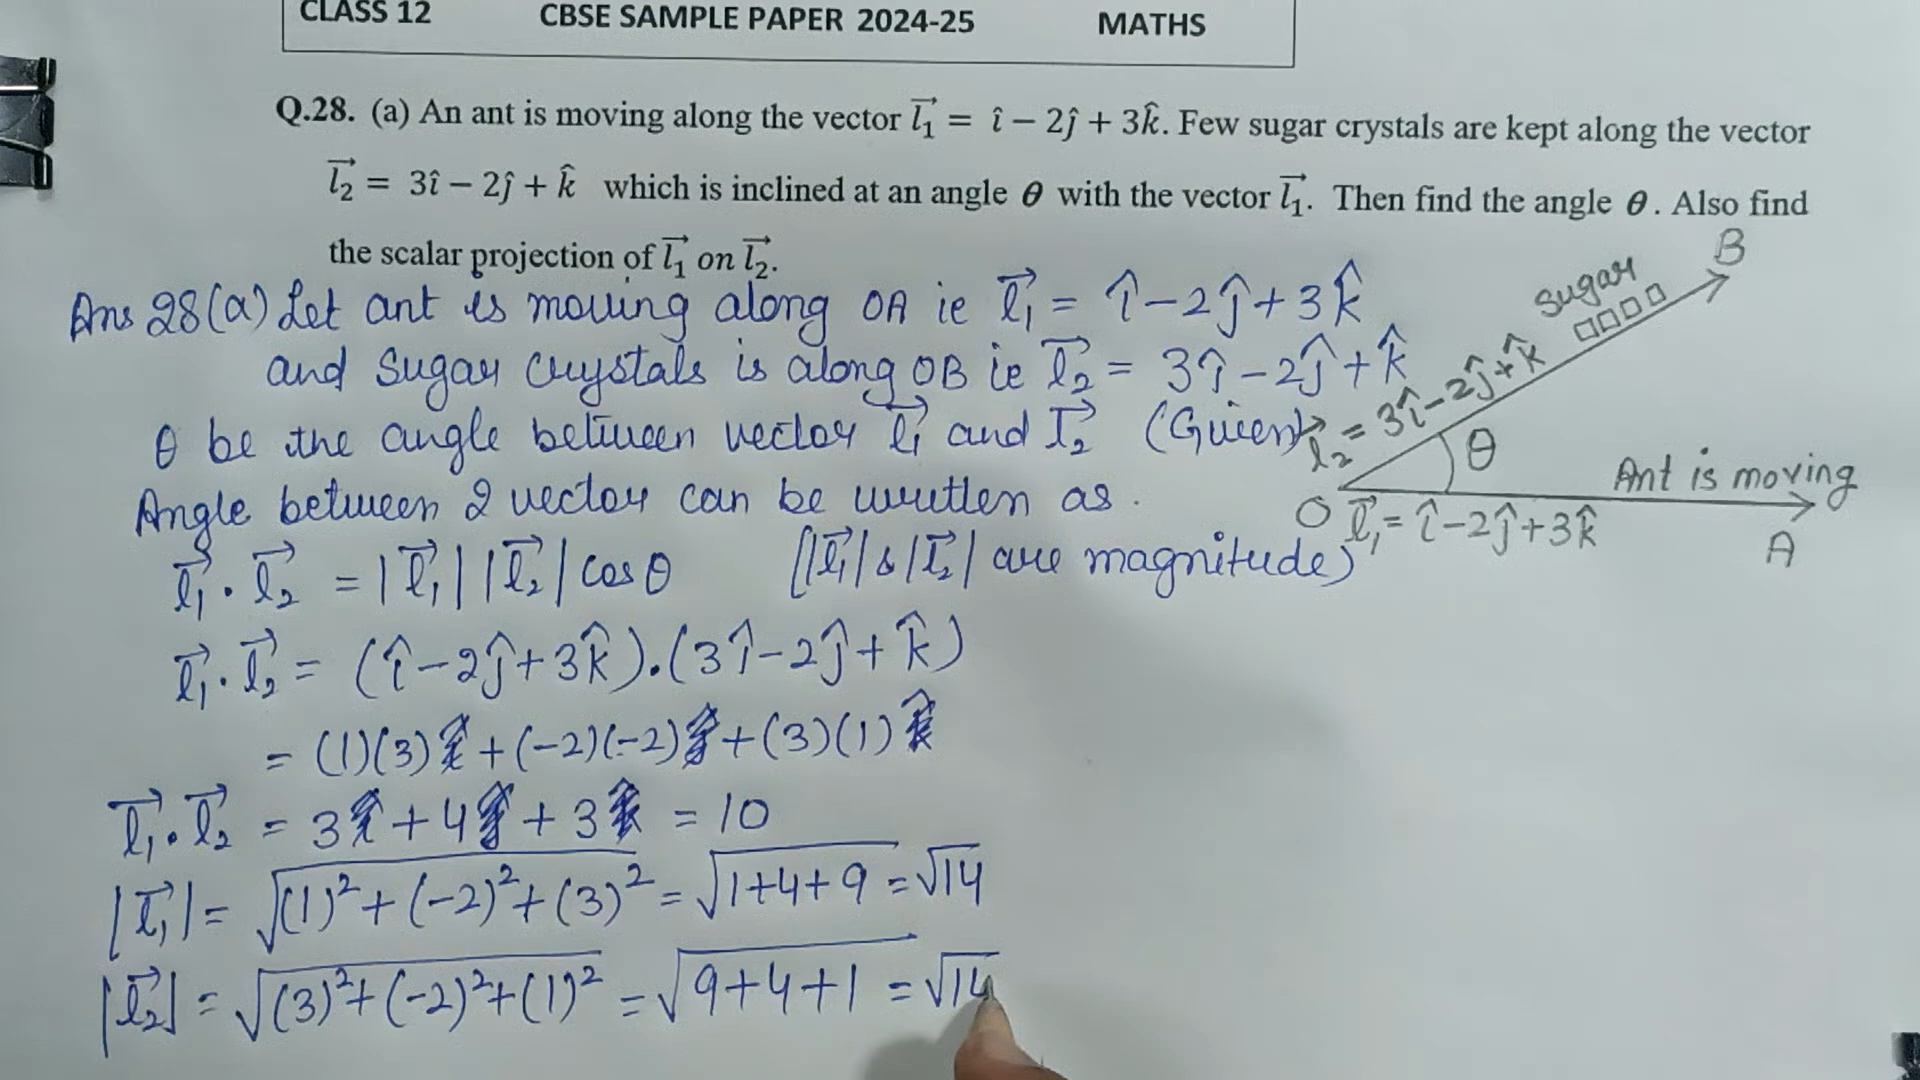 CLASS 12 CBSE SAMPLE PAPER 2024-25 MATHS
Q.28. (a) An ant is moving along the vector l₁⃗ = î − 2ĵ + 3k̂. Few sugar crystals are kept along the vector
l₂⃗ = 3î − 2ĵ + k̂ which is inclined at an angle θ with the vector l₁⃗. Then find the angle θ. Also find
the scalar projection of l₁⃗ on l₂⃗.
Ans 28(a) Let ant is moving along OA ie l₁⃗ = î − 2ĵ + 3k̂
and Sugar crystals is along OB ie l₂⃗ = 3î − 2ĵ + k̂
θ be the angle between vector l₁⃗ and l₂⃗ (Given)
Angle between 2 vector can be written as .
l₁⃗ . l₂⃗ = |l₁⃗| |l₂⃗| cos θ [|l₁⃗| & |l₂⃗| are magnitude)
l₁⃗ . l₂⃗ = (î − 2ĵ + 3k̂).(3î − 2ĵ + k̂)
= (1)(3) + (−2)(−2) + (3)(1)
l₁⃗ . l₂⃗ = 3 + 4 + 3 = 10
|l₁⃗| = √(1)² + (−2)² + (3)² = √1+4+9 = √14
|l₂⃗| = √(3)² + (−2)² + (1)² = √9+4+1 = √14
B
Sugar
l₂⃗ = 3î − 2ĵ + k̂
θ
Ant is moving
O l₁⃗ = î − 2ĵ + 3k̂
A